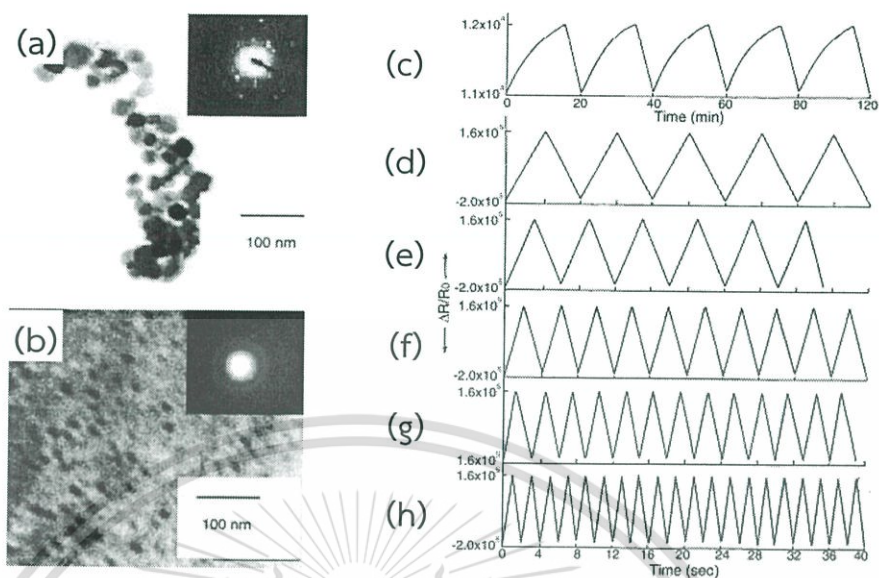 (a)
100 nm
(b)
100 nm
(c)
1.2x10⁴
1.1x10⁴
0 20 40 60 80 100 120
Time (min)
(d)
1.6x10⁵
-2.0x10⁵
(e)
1.6x10⁵
-2.0x10⁵
ΔR/R₀
(f)
1.6x10⁵
-2.0x10⁵
(g)
1.6x10⁵
1.6x10⁵
(h)
1.6x10⁵
-2.0x10⁵
0 4 8 12 16 20 24 28 32 36 40
Time (sec)